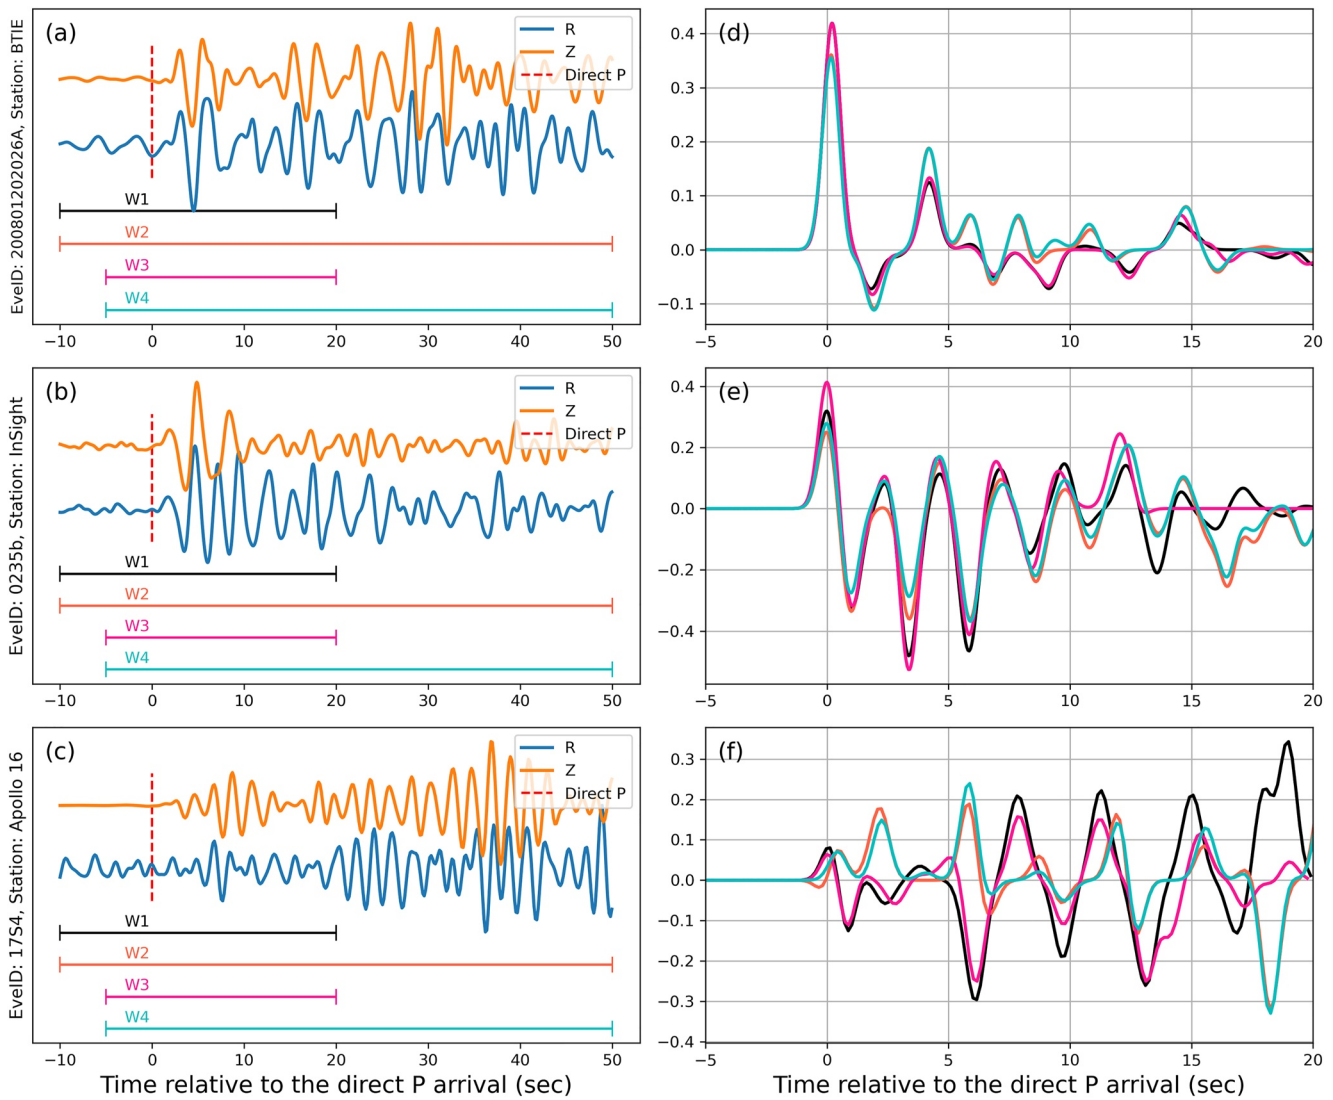 EveID: 200801202026A, Station: BTIE
(a)
R
Z
Direct P
W1
W2
W3
W4
−10 0 10 20 30 40 50
(d)
0.4
0.3
0.2
0.1
0.0
−0.1
−5 0 5 10 15 20
EveID: 0235b, Station: InSight
(b)
R
Z
Direct P
W1
W2
W3
W4
−10 0 10 20 30 40 50
(e)
0.4
0.2
0.0
−0.2
−0.4
−5 0 5 10 15 20
EveID: 17S4, Station: Apollo 16
(c)
R
Z
Direct P
W1
W2
W3
W4
−10 0 10 20 30 40 50
Time relative to the direct P arrival (sec)
(f)
0.3
0.2
0.1
0.0
−0.1
−0.2
−0.3
−0.4
−5 0 5 10 15 20
Time relative to the direct P arrival (sec)